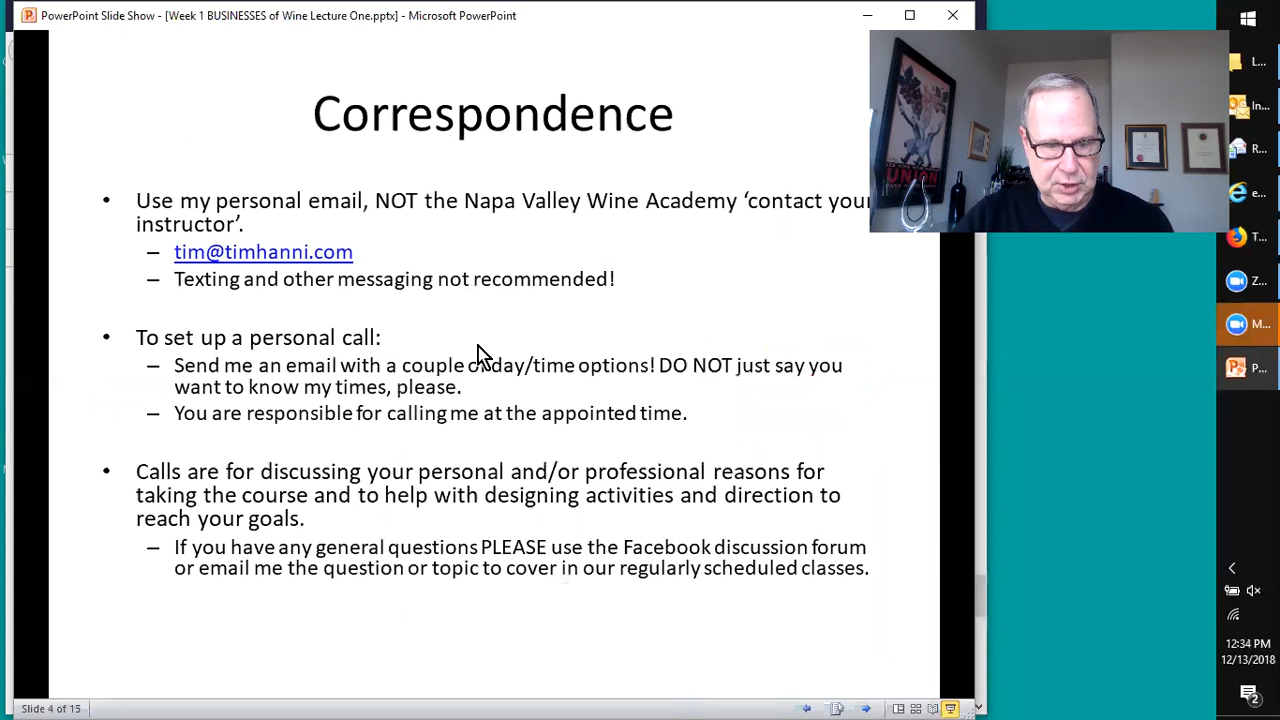 PowerPoint Slide Show - [Week 1 BUSINESSES of Wine Lecture One.pptx] - Microsoft PowerPoint
Correspondence
• Use my personal email, NOT the Napa Valley Wine Academy ‘contact your
instructor’.
– tim@timhanni.com
– Texting and other messaging not recommended!
• To set up a personal call:
– Send me an email with a couple of day/time options! DO NOT just say you
want to know my times, please.
– You are responsible for calling me at the appointed time.
• Calls are for discussing your personal and/or professional reasons for
taking the course and to help with designing activities and direction to
reach your goals.
– If you have any general questions PLEASE use the Facebook discussion forum
or email me the question or topic to cover in our regularly scheduled classes.
Slide 4 of 15
UNION
L...
In...
R...
e...
T...
Z...
M...
P...
12:34 PM
12/13/2018
2